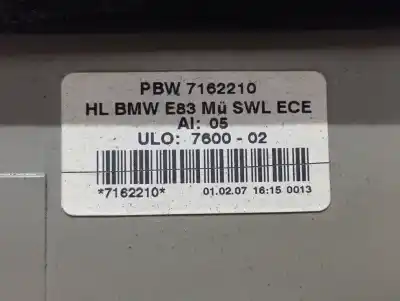 PBW 7162210
HL BMW E83 Mü SWL ECE
AI: 05
ULO: 7600 - 02
*7162210* 01.02.07 16:15 0013